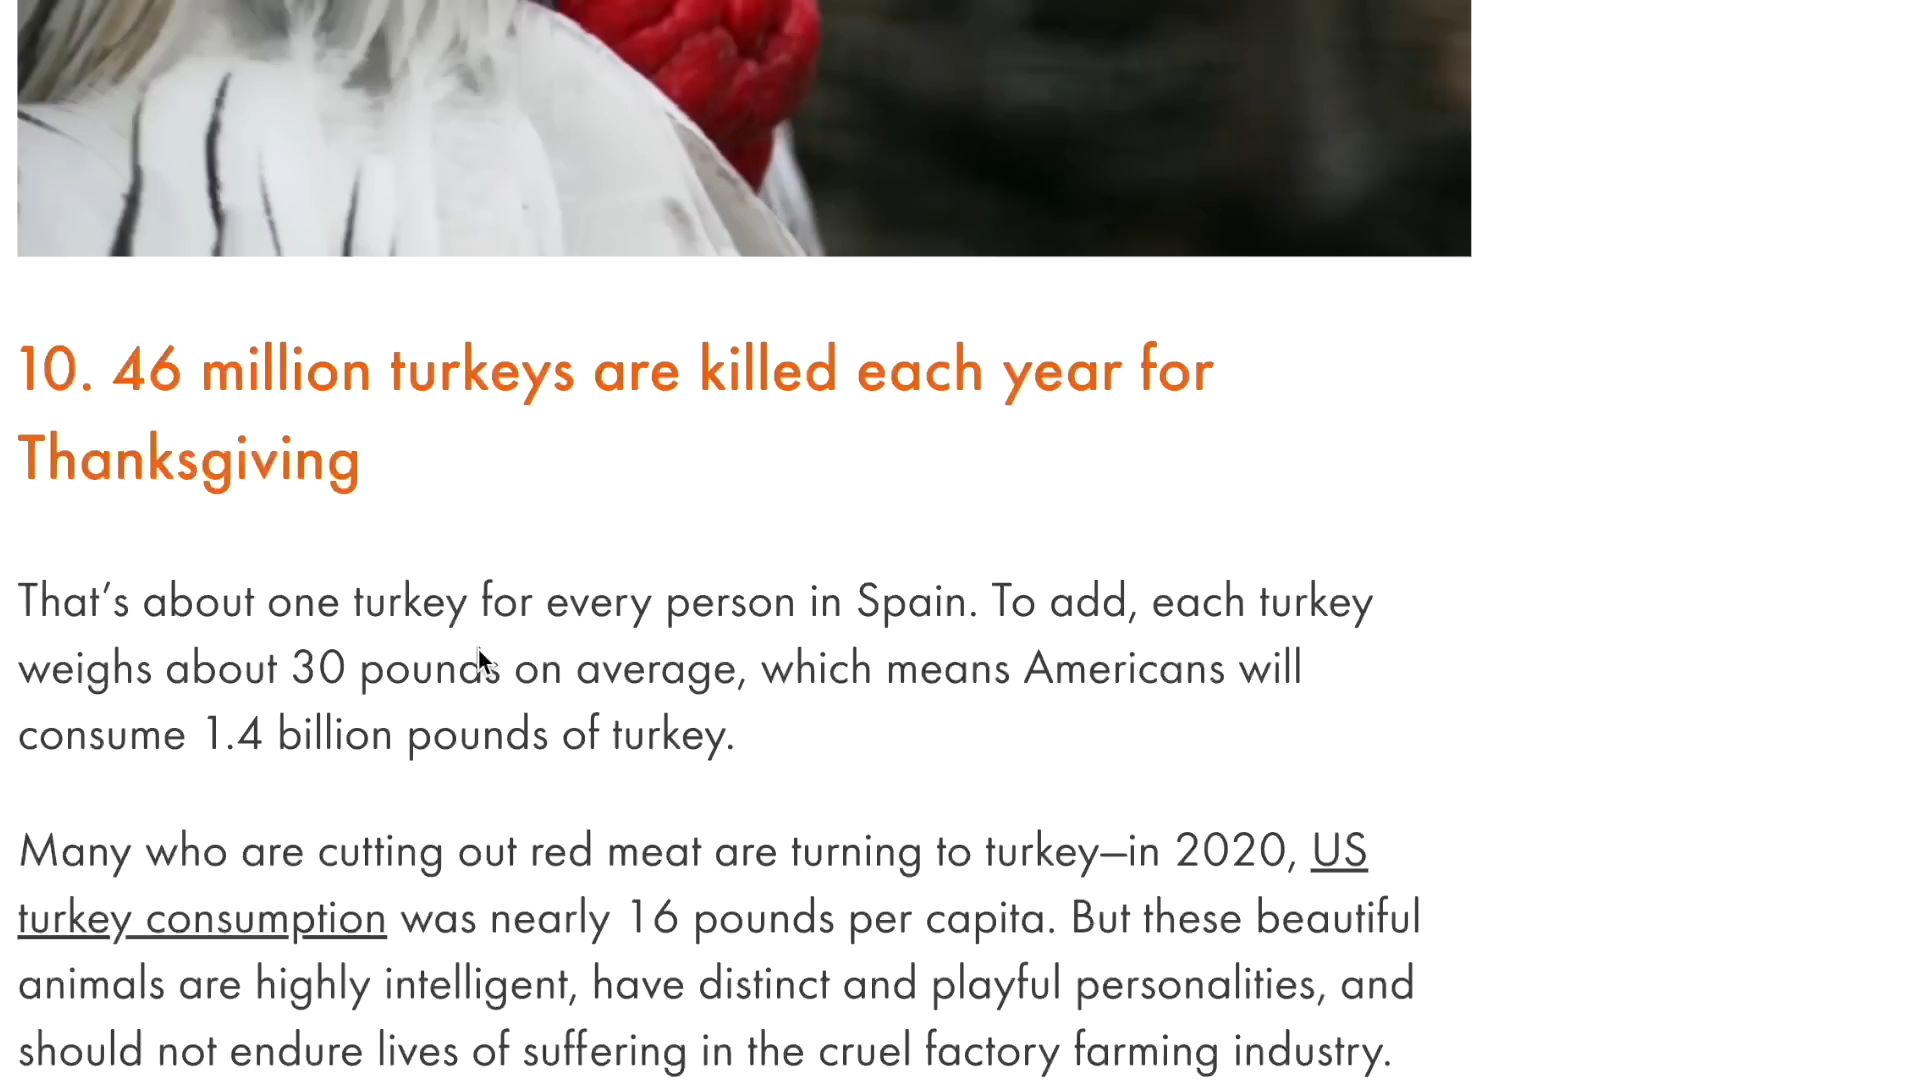 10. 46 million turkeys are killed each year for
Thanksgiving
That’s about one turkey for every person in Spain. To add, each turkey
weighs about 30 pounds on average, which means Americans will
consume 1.4 billion pounds of turkey.
Many who are cutting out red meat are turning to turkey—in 2020, US
turkey consumption was nearly 16 pounds per capita. But these beautiful
animals are highly intelligent, have distinct and playful personalities, and
should not endure lives of suffering in the cruel factory farming industry.